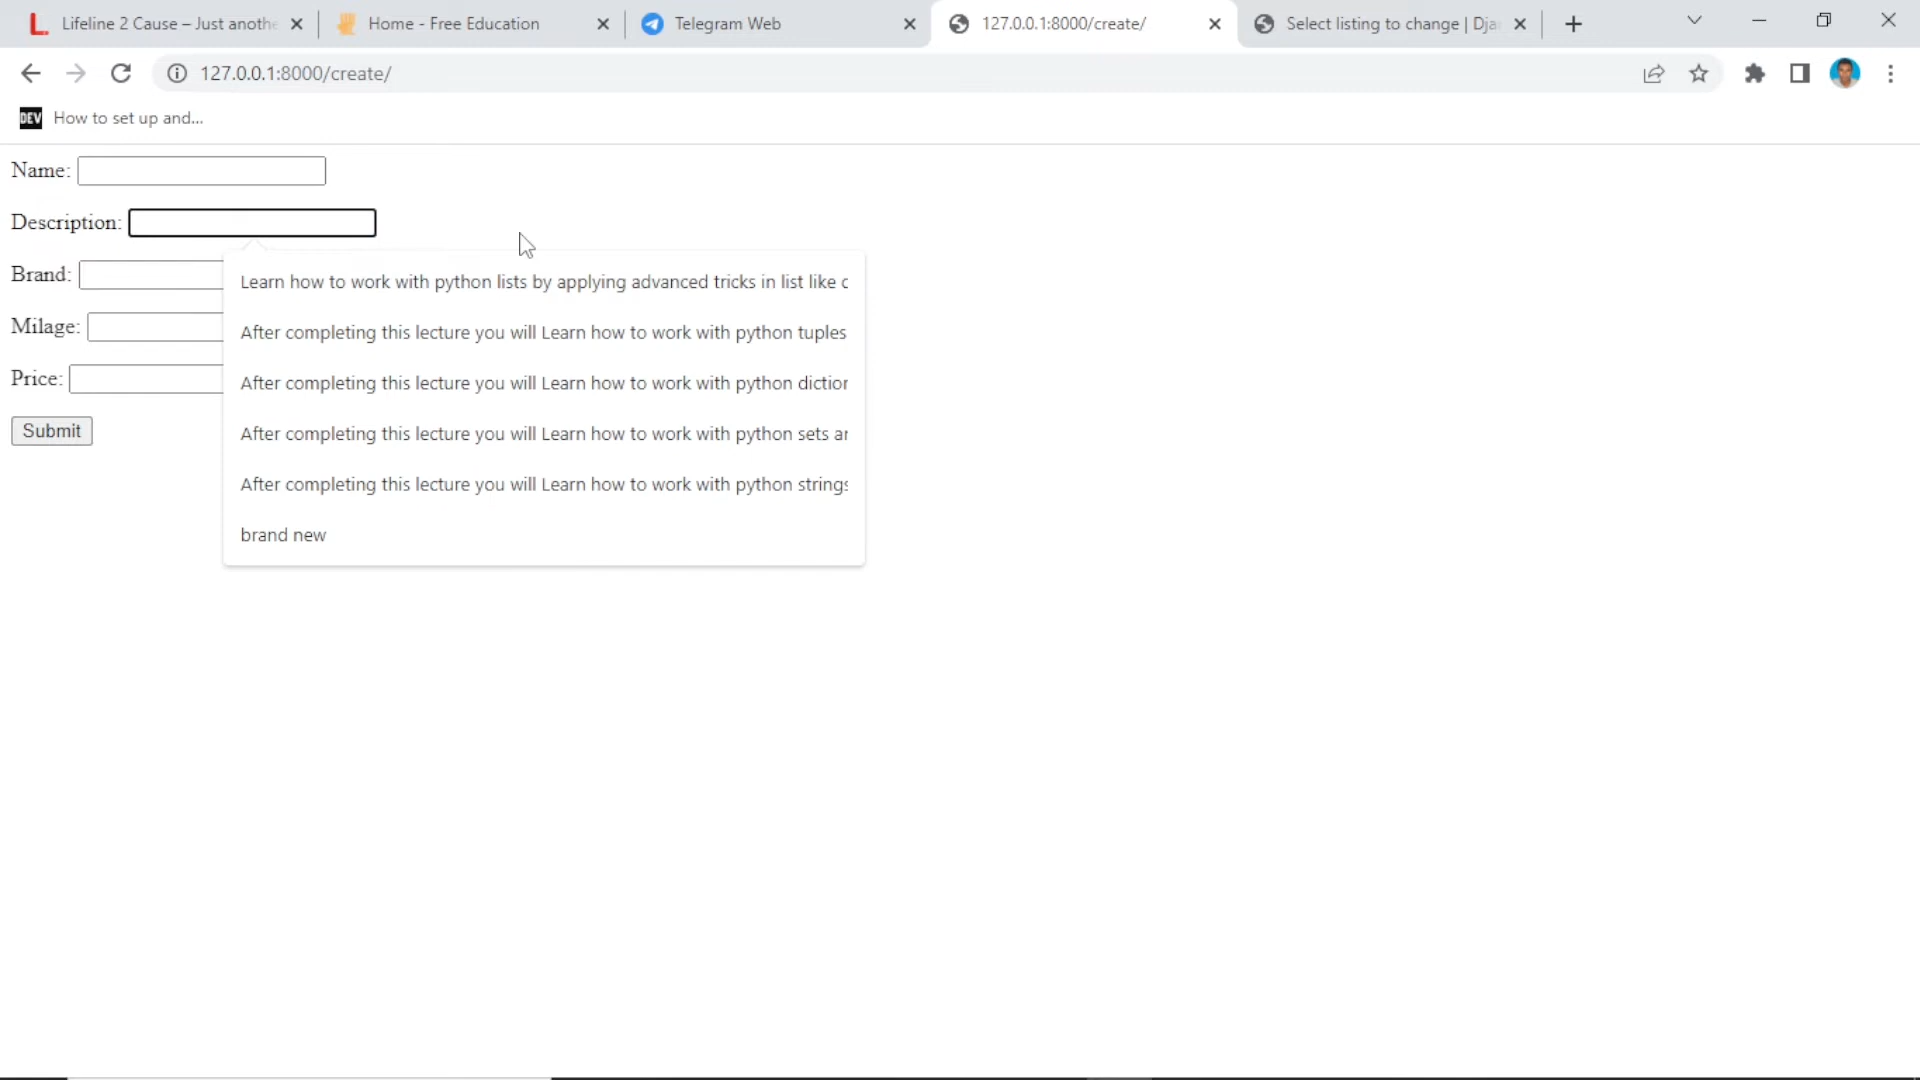 Lifeline 2 Cause – Just anothe
Home - Free Education
Telegram Web
127.0.0.1:8000/create/
Select listing to change | Dja
127.0.0.1:8000/create/
DEV How to set up and...
Name:
Description:
Brand:
Milage:
Price:
Submit
Learn how to work with python lists by applying advanced tricks in list like c
After completing this lecture you will Learn how to work with python tuples
After completing this lecture you will Learn how to work with python diction
After completing this lecture you will Learn how to work with python sets an
After completing this lecture you will Learn how to work with python strings
brand new